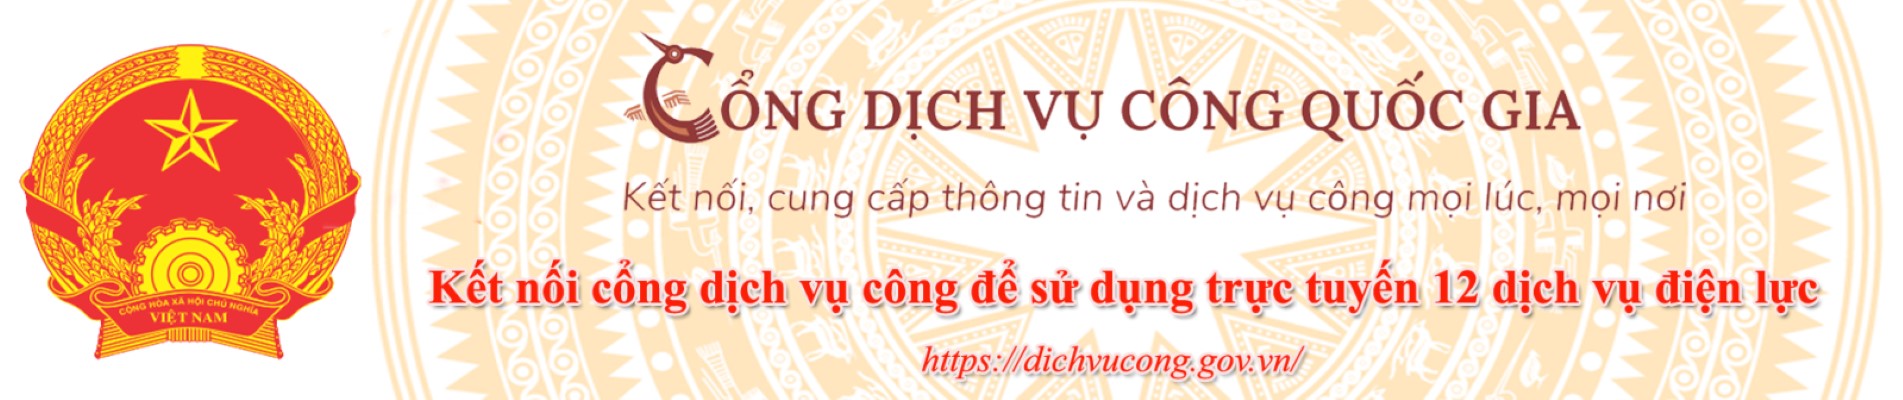 CỘNG HÒA XÃ HỘI CHỦ NGHĨA
VIỆT NAM
CỔNG DỊCH VỤ CÔNG QUỐC GIA
Kết nối, cung cấp thông tin và dịch vụ công mọi lúc, mọi nơi
Kết nối cổng dịch vụ công để sử dụng trực tuyến 12 dịch vụ điện lực
https://dichvucong.gov.vn/